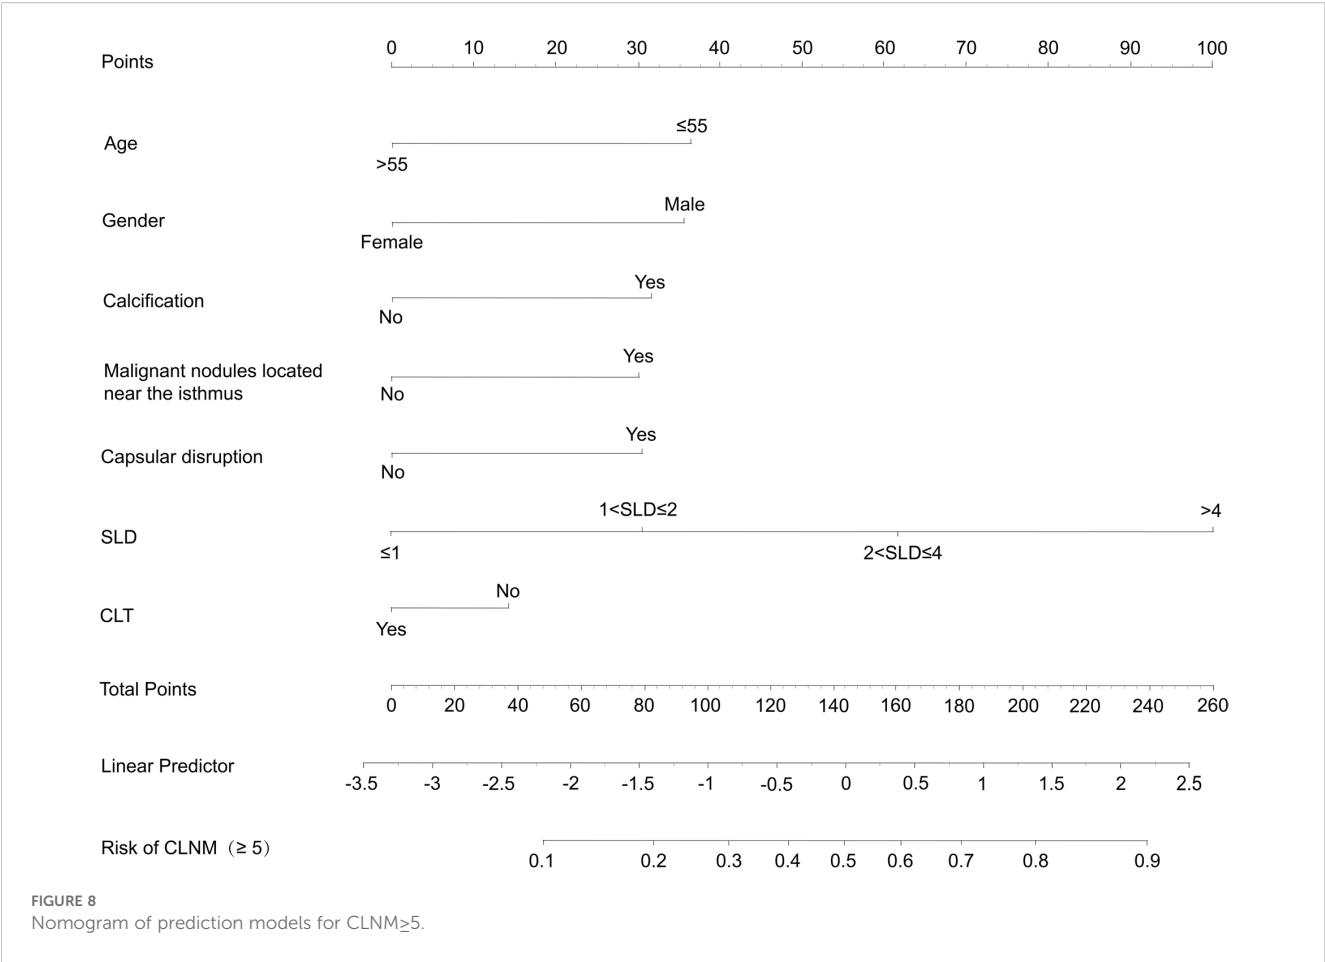 Points
0 10 20 30 40 50 60 70 80 90 100
Age
≤55
>55
Gender
Male
Female
Calcification
Yes
No
Malignant nodules located
near the isthmus
Yes
No
Capsular disruption
Yes
No
SLD
1<SLD≤2
>4
≤1
2<SLD≤4
CLT
No
Yes
Total Points
0 20 40 60 80 100 120 140 160 180 200 220 240 260
Linear Predictor
-3.5 -3 -2.5 -2 -1.5 -1 -0.5 0 0.5 1 1.5 2 2.5
Risk of CLNM（≥ 5）
0.1 0.2 0.3 0.4 0.5 0.6 0.7 0.8 0.9
FIGURE 8
Nomogram of prediction models for CLNM≥5.